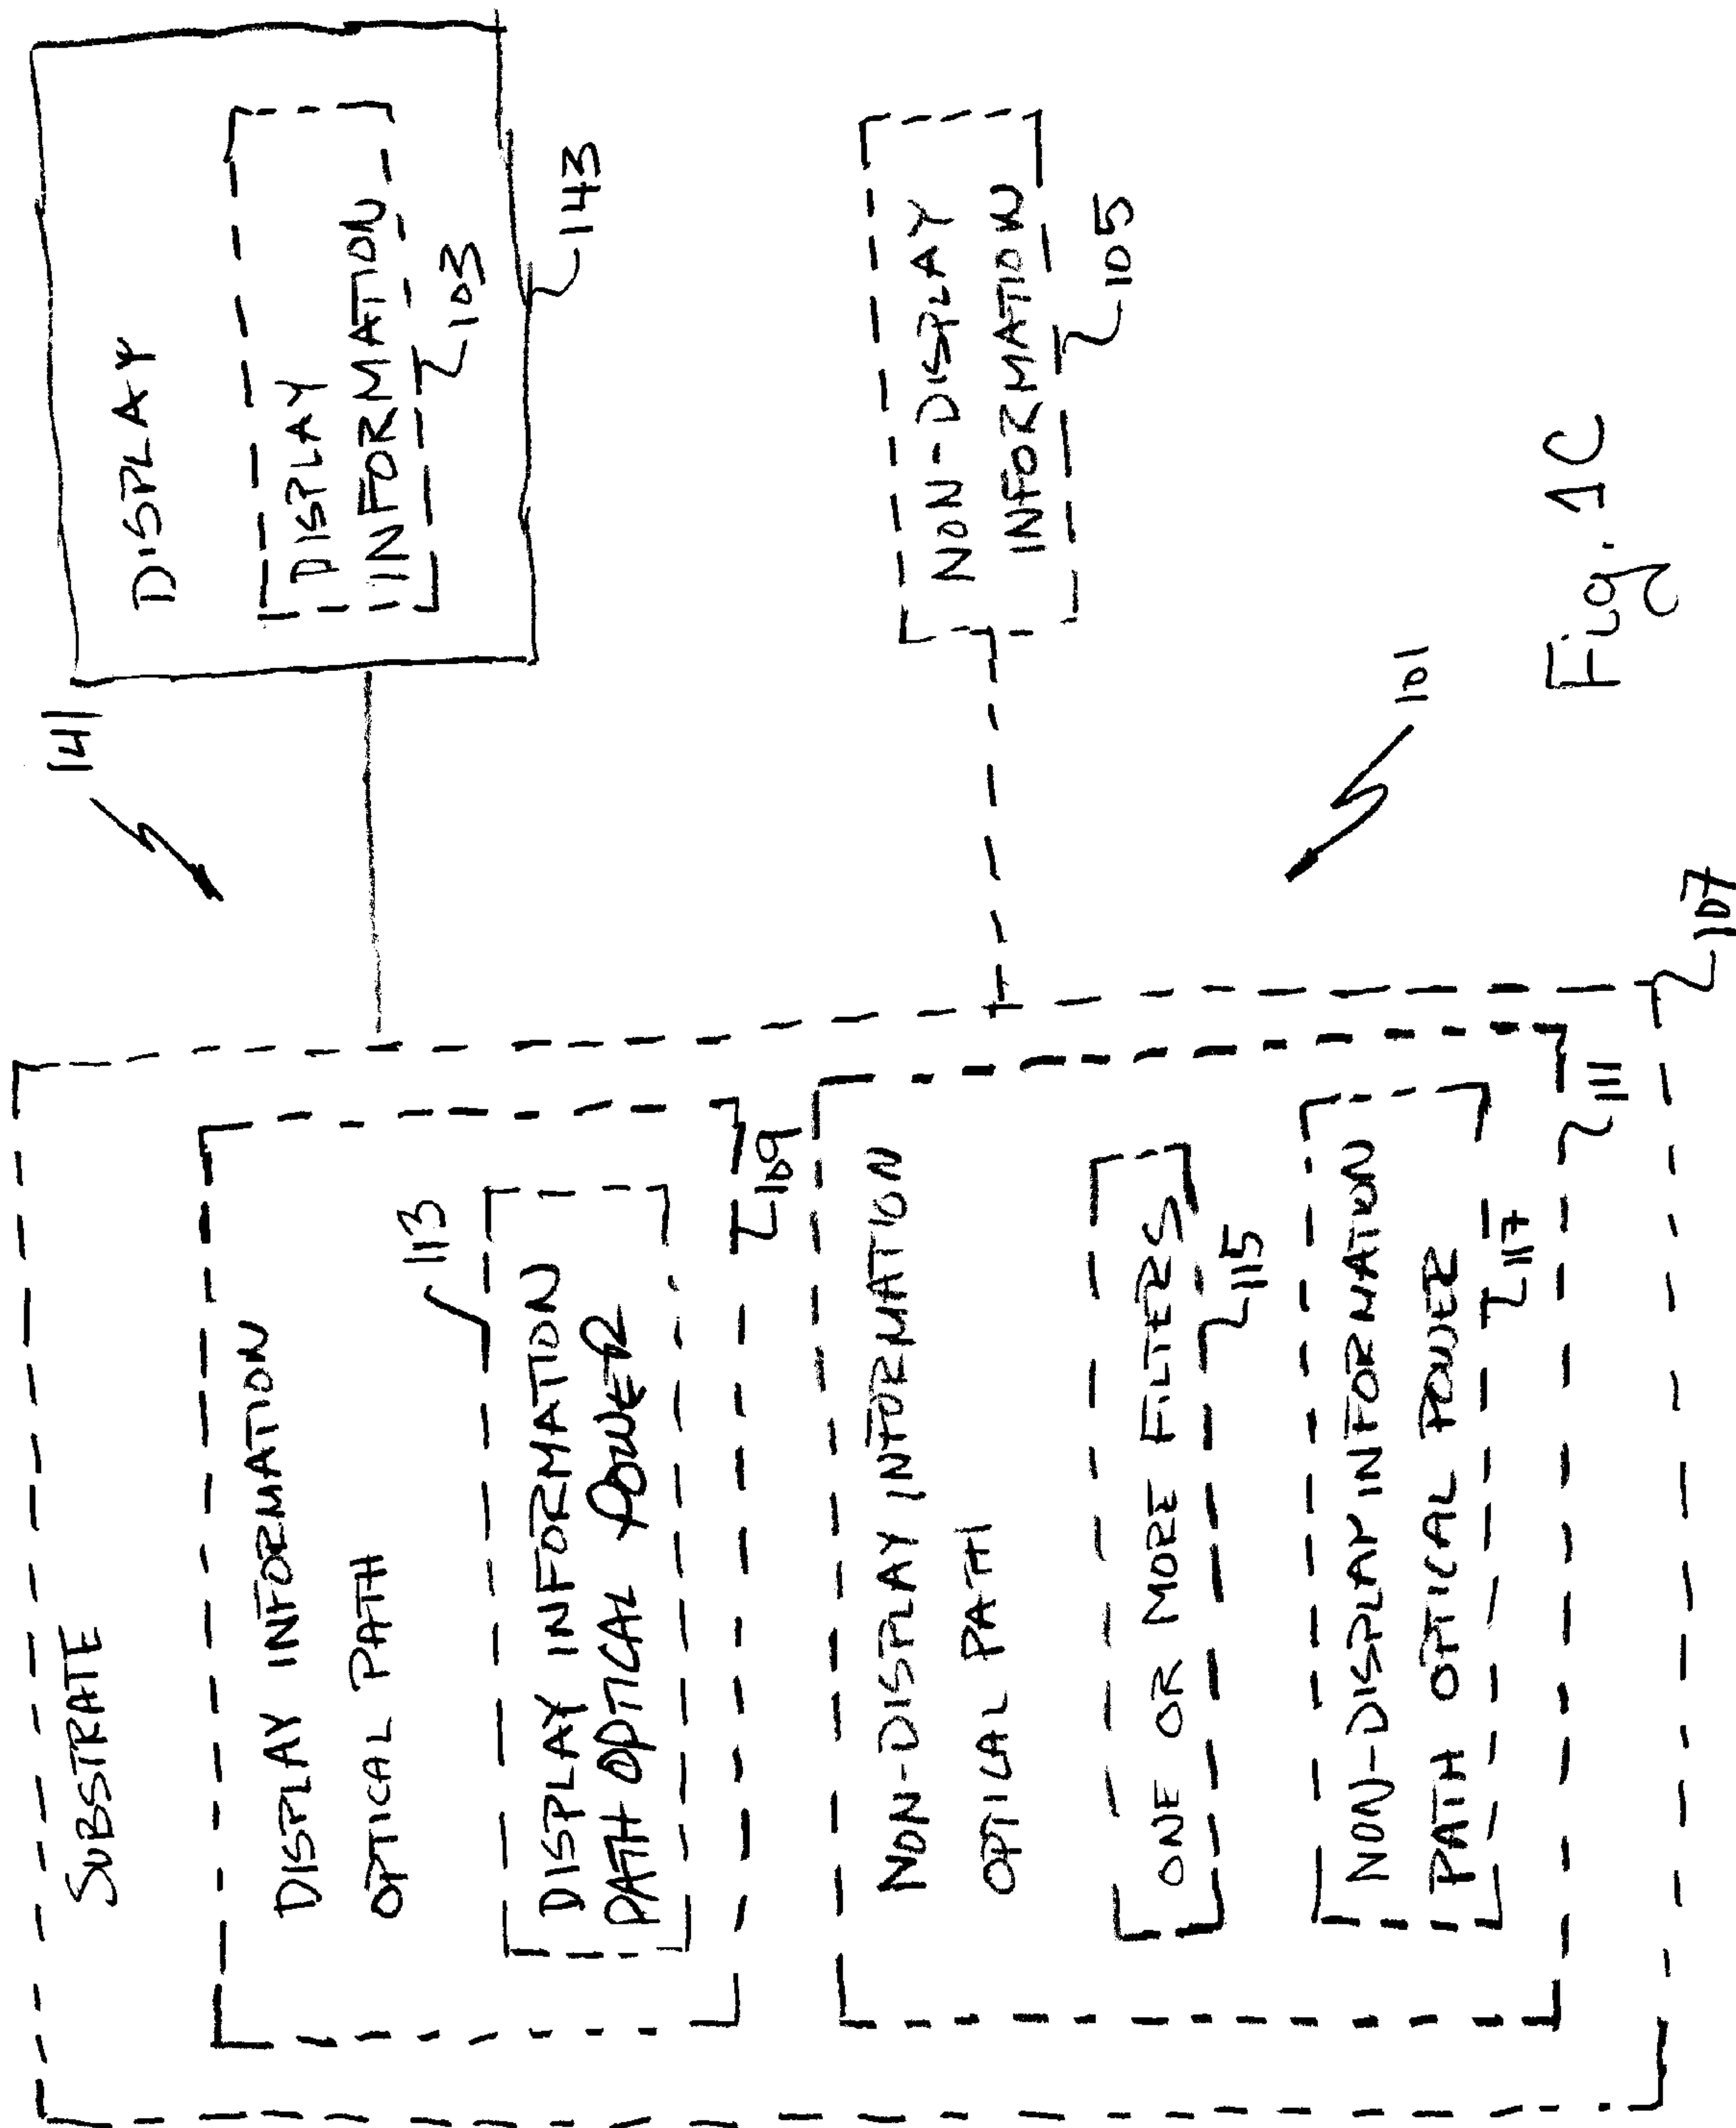 SUBSTRATE
DISPLAY INFORMATION
OPTICAL PATH
113
DISPLAY INFORMATION
PATH OPTICAL POWER
109
NON-DISPLAY INFORMATION
OPTICAL PATH
ONE OR MORE FILTERS
115
NON-DISPLAY INFORMATION
PATH OPTICAL POWER
117
111
107
141
DISPLAY
DISPLAY
INFORMATION
103
143
NON-DISPLAY
INFORMATION
105
101
Fig. 1C